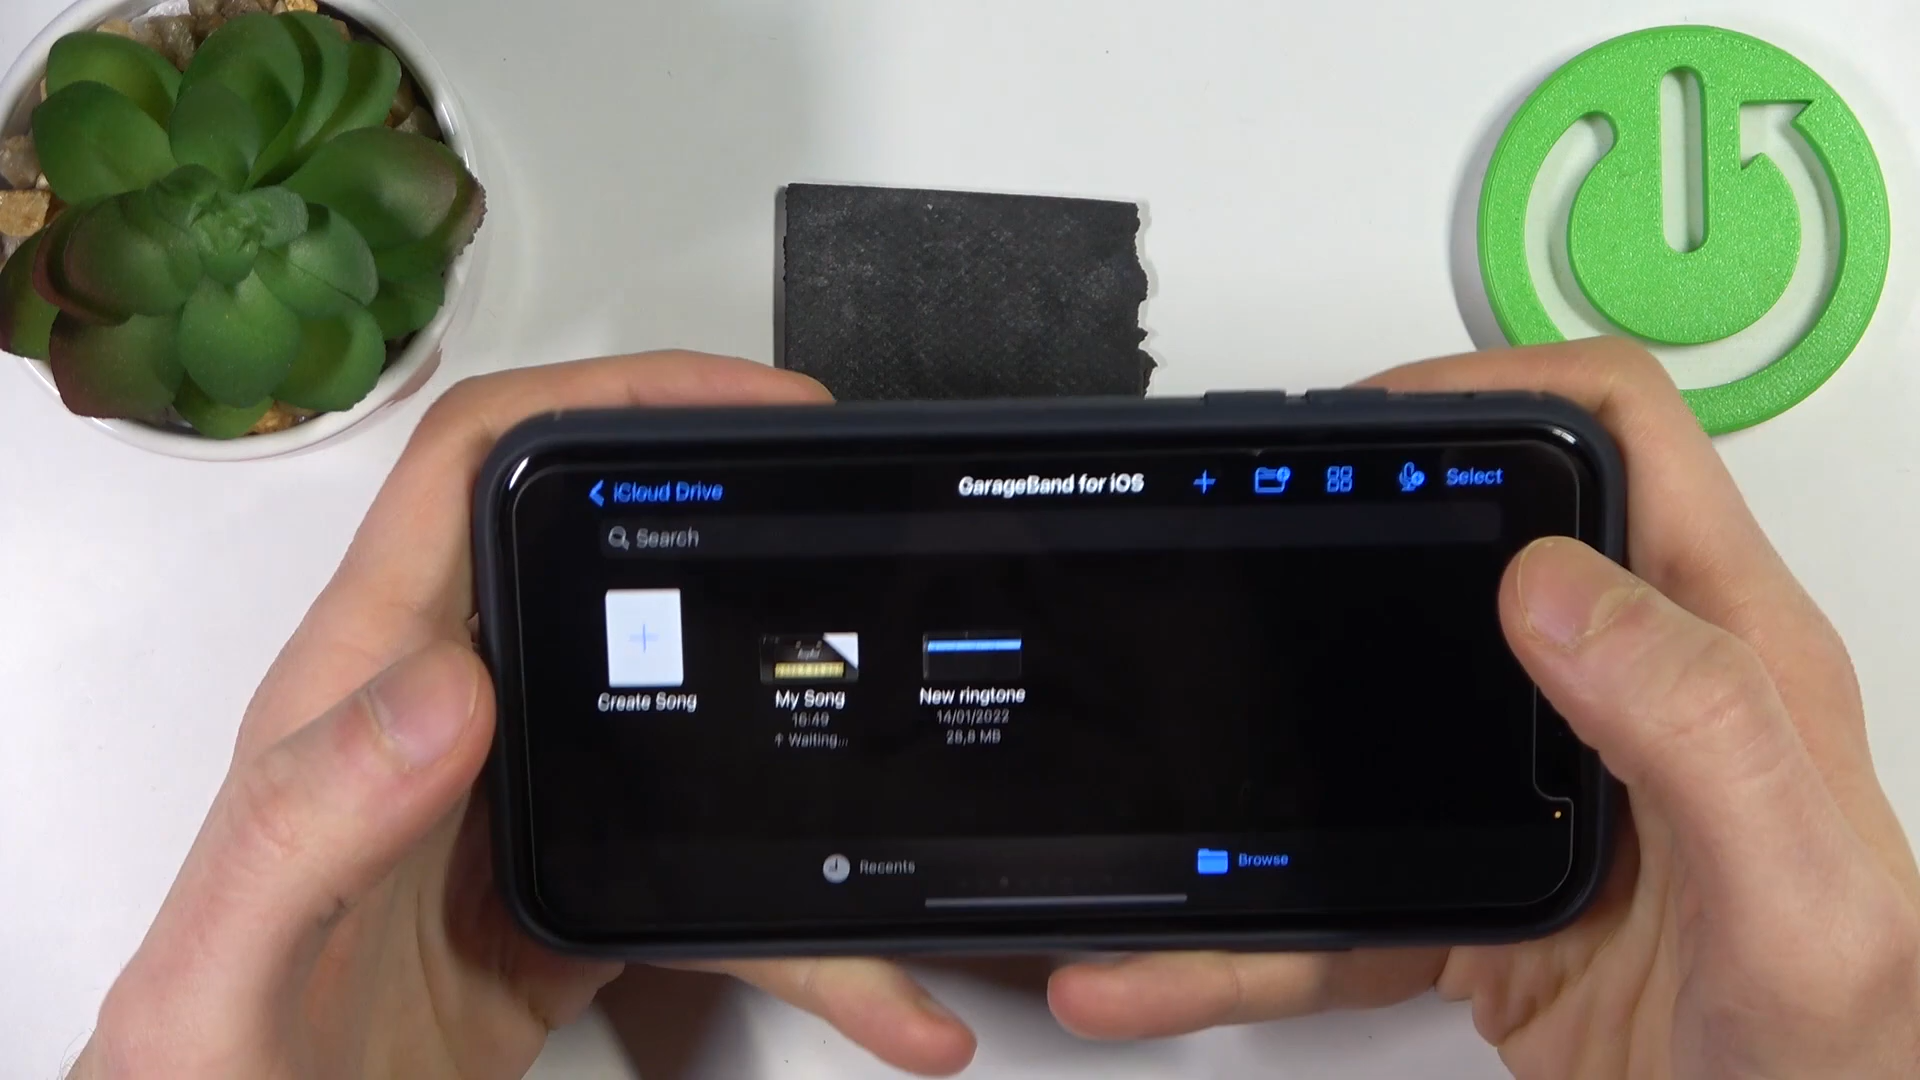 iCloud Drive
GarageBand for iOS
Select
Search
Create Song
My Song
16:49
↑ Waiting...
New ringtone
14/01/2022
28,8 MB
Recents
Browse